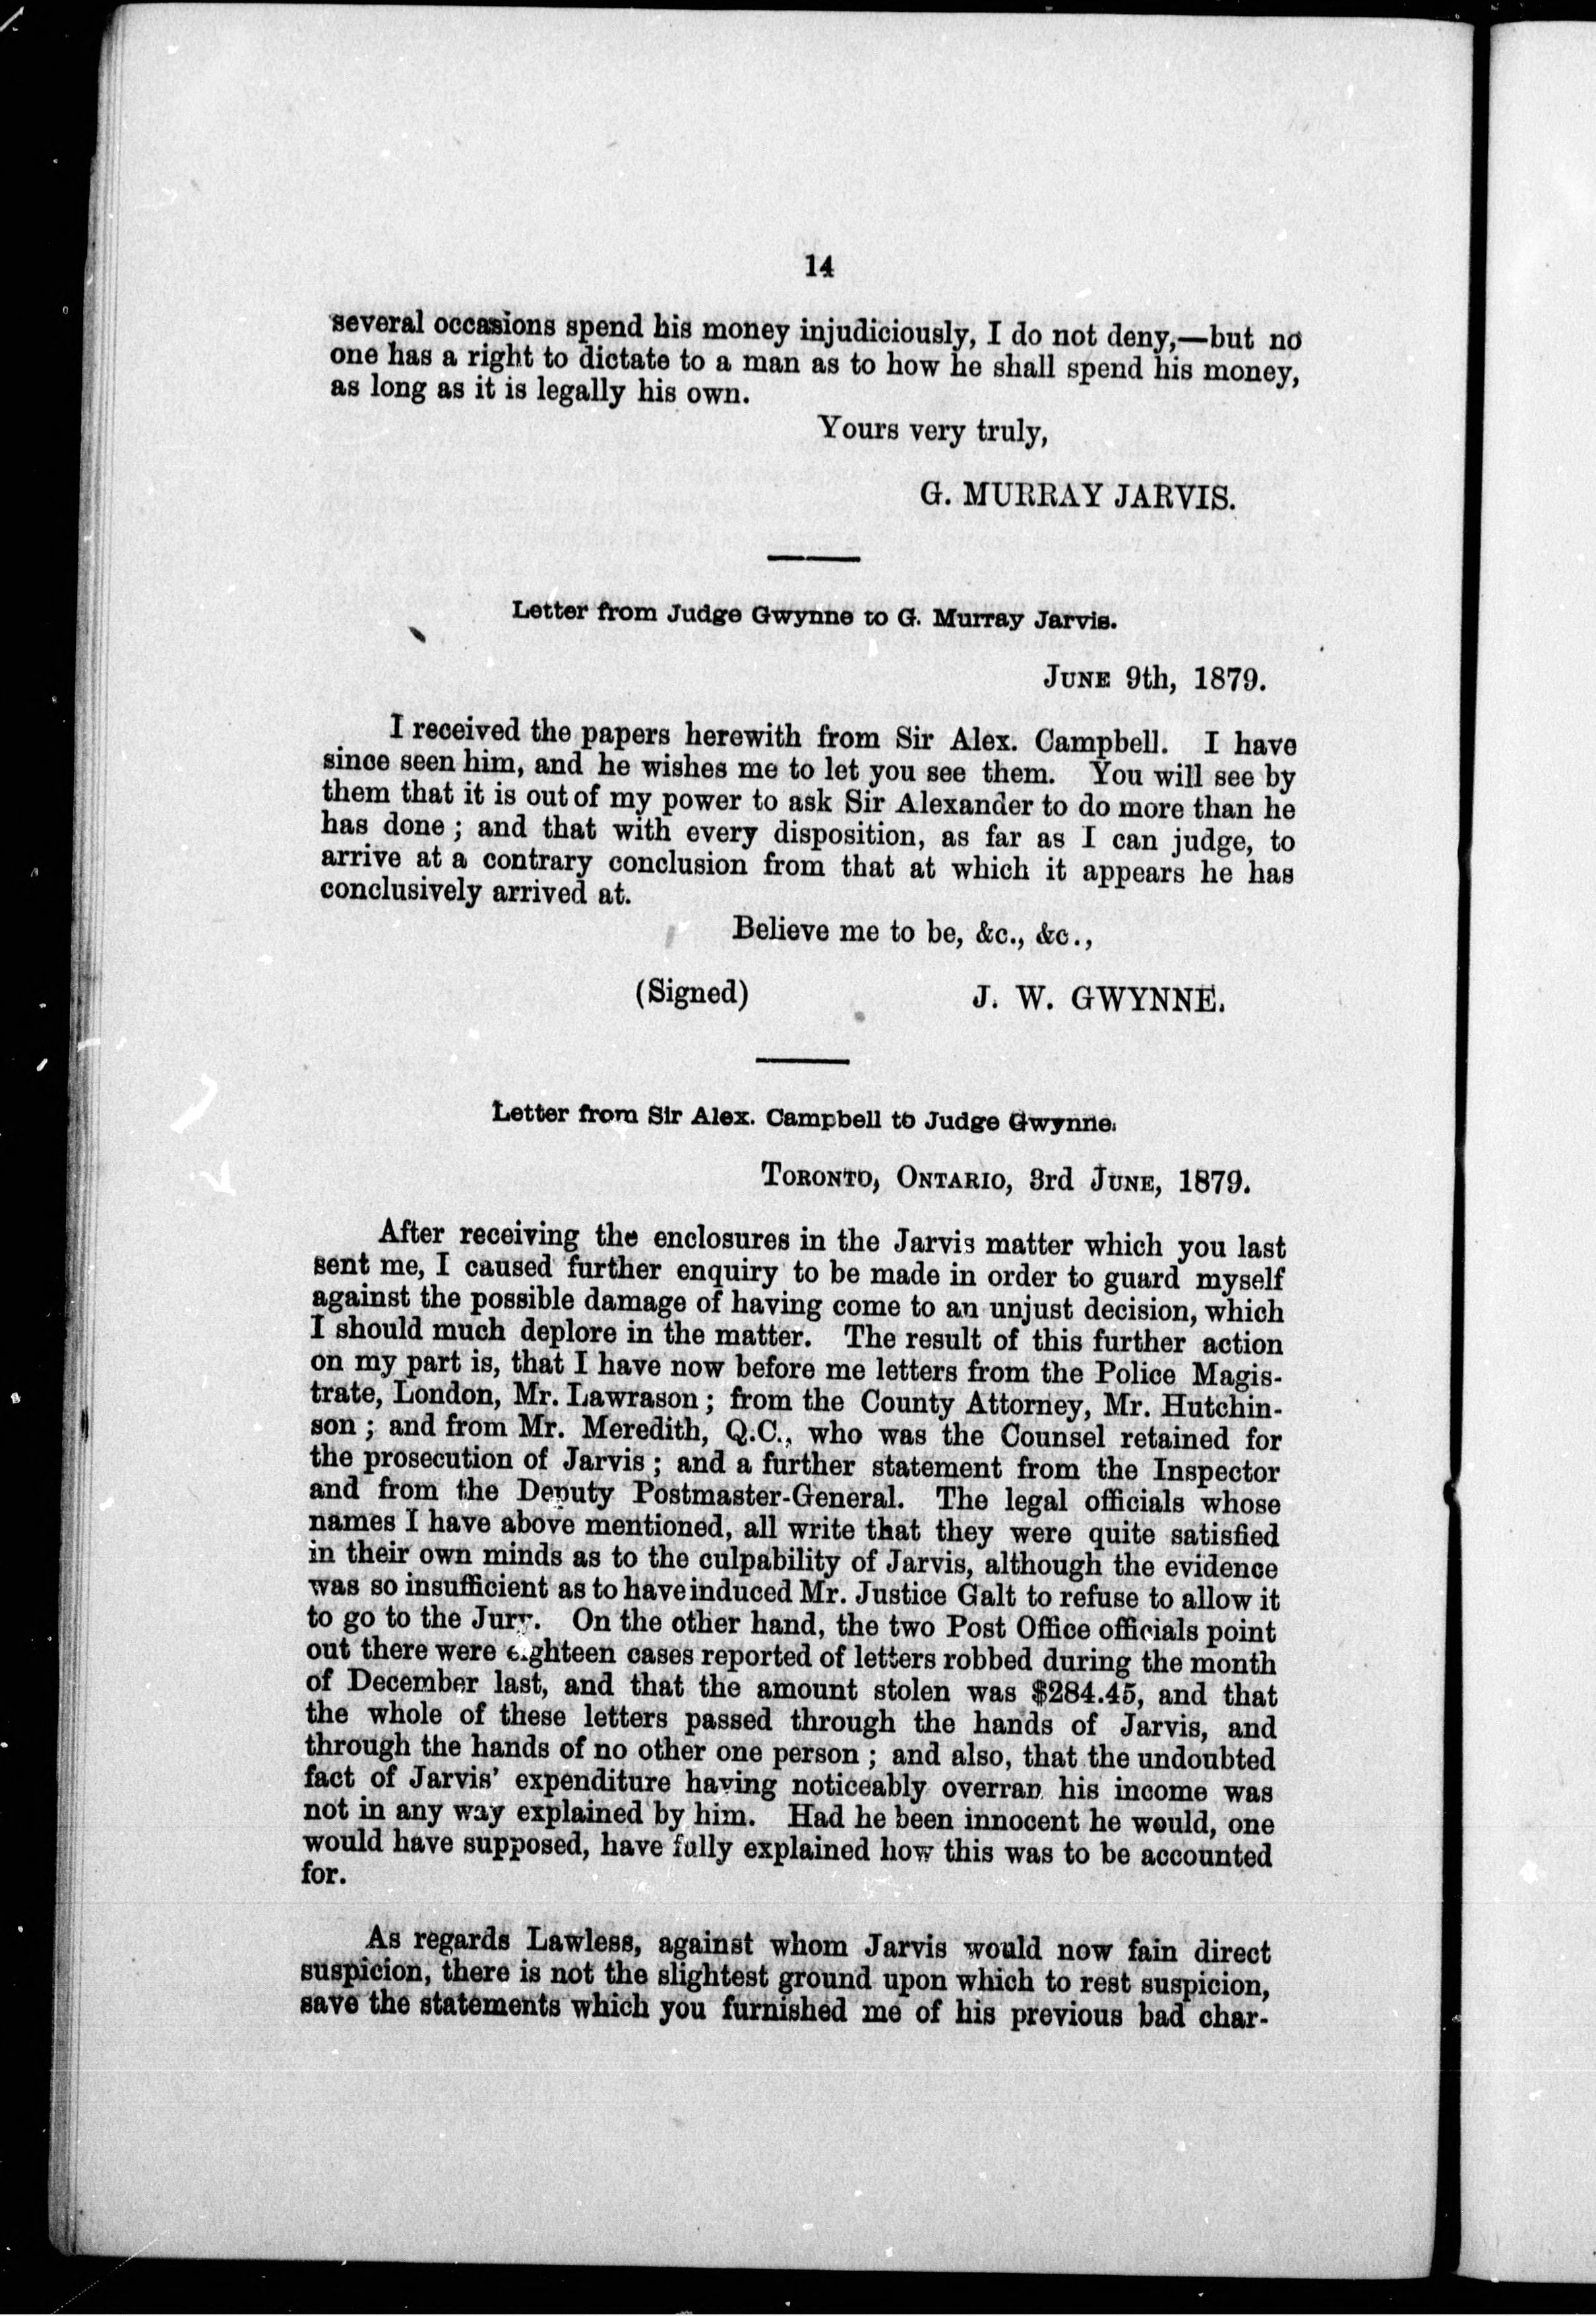 14
several occasions spend his money injudiciously, I do not deny,—but no
one has a right to dictate to a man as to how he shall spend his money,
as long as it is legally his own.
Yours very truly,
G. MURRAY JARVIS.
Letter from Judge Gwynne to G. Murray Jarvis.
JUNE 9th, 1879.
I received the papers herewith from Sir Alex. Campbell. I have
since seen him, and he wishes me to let you see them. You will see by
them that it is out of my power to ask Sir Alexander to do more than he
has done; and that with every disposition, as far as I can judge, to
arrive at a contrary conclusion from that at which it appears he has
conclusively arrived at.
Believe me to be, &c., &c.,
(Signed) J. W. GWYNNE.
Letter from Sir Alex. Campbell to Judge Gwynne.
TORONTO, ONTARIO, 3rd JUNE, 1879.
After receiving the enclosures in the Jarvis matter which you last
sent me, I caused further enquiry to be made in order to guard myself
against the possible damage of having come to an unjust decision, which
I should much deplore in the matter. The result of this further action
on my part is, that I have now before me letters from the Police Magis-
trate, London, Mr. Lawrason; from the County Attorney, Mr. Hutchin-
son; and from Mr. Meredith, Q.C., who was the Counsel retained for
the prosecution of Jarvis; and a further statement from the Inspector
and from the Deputy Postmaster-General. The legal officials whose
names I have above mentioned, all write that they were quite satisfied
in their own minds as to the culpability of Jarvis, although the evidence
was so insufficient as to have induced Mr. Justice Galt to refuse to allow it
to go to the Jury. On the other hand, the two Post Office officials point
out there were eighteen cases reported of letters robbed during the month
of December last, and that the amount stolen was $284.45, and that
the whole of these letters passed through the hands of Jarvis, and
through the hands of no other one person; and also, that the undoubted
fact of Jarvis' expenditure having noticeably overran his income was
not in any way explained by him. Had he been innocent he would, one
would have supposed, have fully explained how this was to be accounted
for.
As regards Lawless, against whom Jarvis would now fain direct
suspicion, there is not the slightest ground upon which to rest suspicion,
save the statements which you furnished me of his previous bad char-